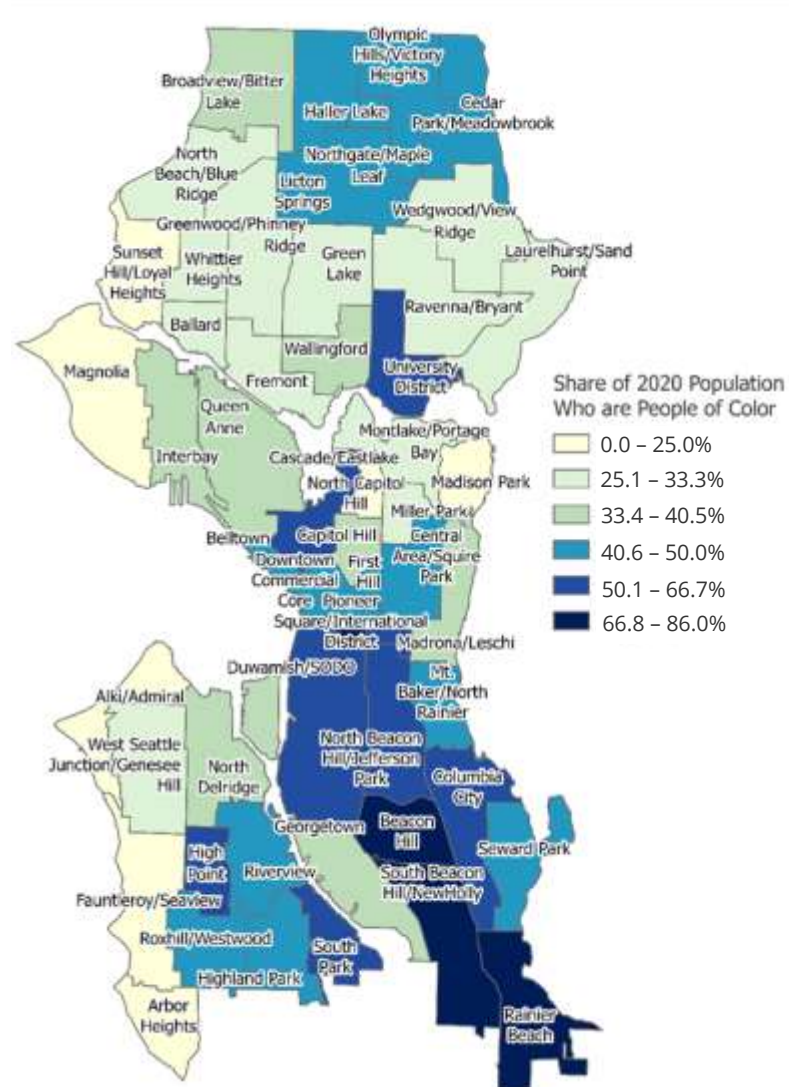 Olympic
Hills/Victory
Heights
Broadview/Bitter
Lake
Haller Lake
Cedar
Park/Meadowbrook
North
Beach/Blue
Ridge
Northgate/Maple
Leaf
Licton
Springs
Wedgwood/View
Ridge
Greenwood/Phinney
Ridge
Sunset
Hill/Loyal
Heights
Whittier
Heights
Green
Lake
Laurelhurst/Sand
Point
Ravenna/Bryant
Ballard
Wallingford
Magnolia
Fremont
University
District
Share of 2020 Population
Who are People of Color
0.0 – 25.0%
25.1 – 33.3%
33.4 – 40.5%
40.6 – 50.0%
50.1 – 66.7%
66.8 – 86.0%
Queen
Anne
Montlake/Portage
Bay
Interbay
Cascade/Eastlake
North Capitol
Hill
Madison Park
Miller Park
Belltown
Capitol Hill
Central
Area/Squire
Park
Downtown
Commercial
Core
First
Hill
Pioneer
Square/International
District
Madrona/Leschi
Duwamish/SODO
Mt.
Baker/North
Rainier
Alki/Admiral
West Seattle
Junction/Genesee
Hill
North
Delridge
North Beacon
Hill/Jefferson
Park
Columbia
City
Georgetown
Beacon
Hill
Seward Park
High
Point
Riverview
South Beacon
Hill/NewHolly
Fauntleroy/Seaview
Roxhill/Westwood
South
Park
Highland Park
Arbor
Heights
Rainier
Beach